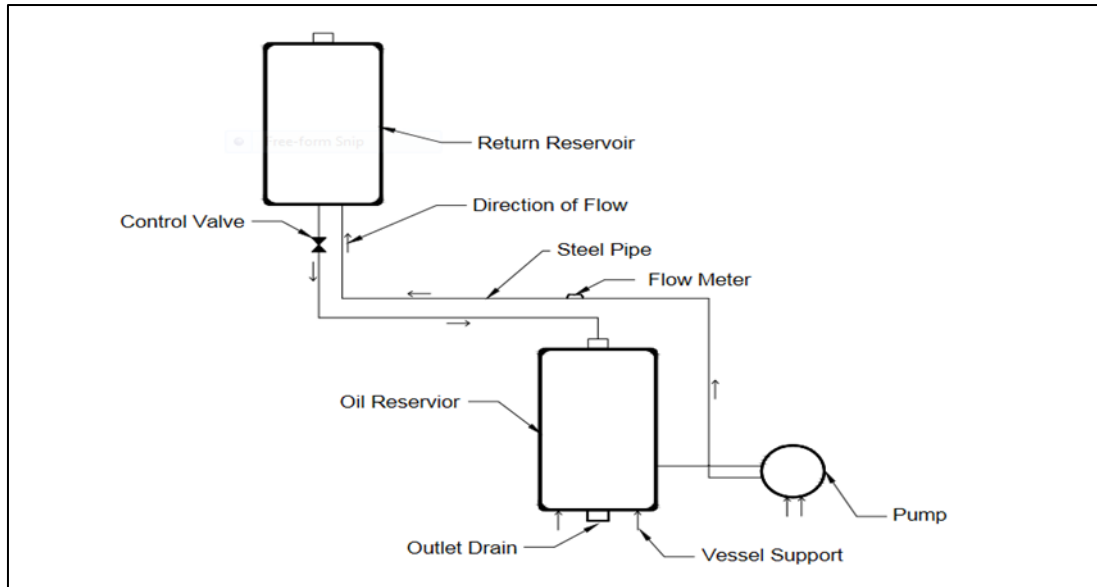 Free-form Snip
Return Reservoir
Control Valve
Direction of Flow
Steel Pipe
Flow Meter
Oil Reservior
Pump
Outlet Drain
Vessel Support